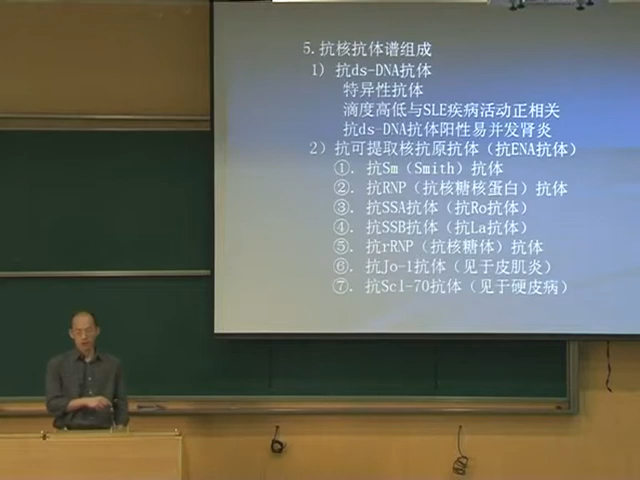 5.抗核抗体谱组成
1) 抗ds-DNA抗体
特异性抗体
滴度高低与SLE疾病活动正相关
抗ds-DNA抗体阳性易并发肾炎
2) 抗可提取核抗原抗体（抗ENA抗体）
①. 抗Sm（Smith）抗体
②. 抗RNP（抗核糖核蛋白）抗体
③. 抗SSA抗体（抗Ro抗体）
④. 抗SSB抗体（抗La抗体）
⑤. 抗rRNP（抗核糖体）抗体
⑥. 抗Jo-1抗体（见于皮肌炎）
⑦. 抗Scl-70抗体（见于硬皮病）